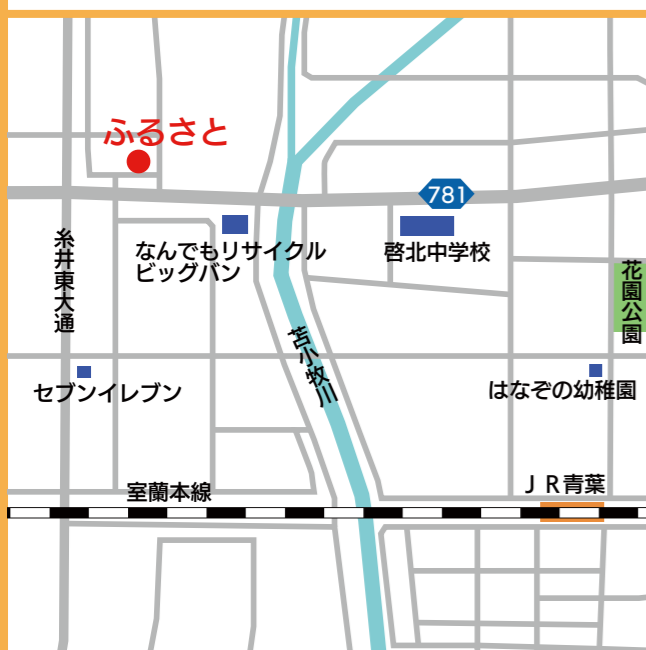 ふるさと
781
なんでもリサイクル
ビッグバン
啓北中学校
糸井東大通
花園公園
苫小牧川
セブンイレブン
はなぞの幼稚園
室蘭本線
ＪＲ青葉